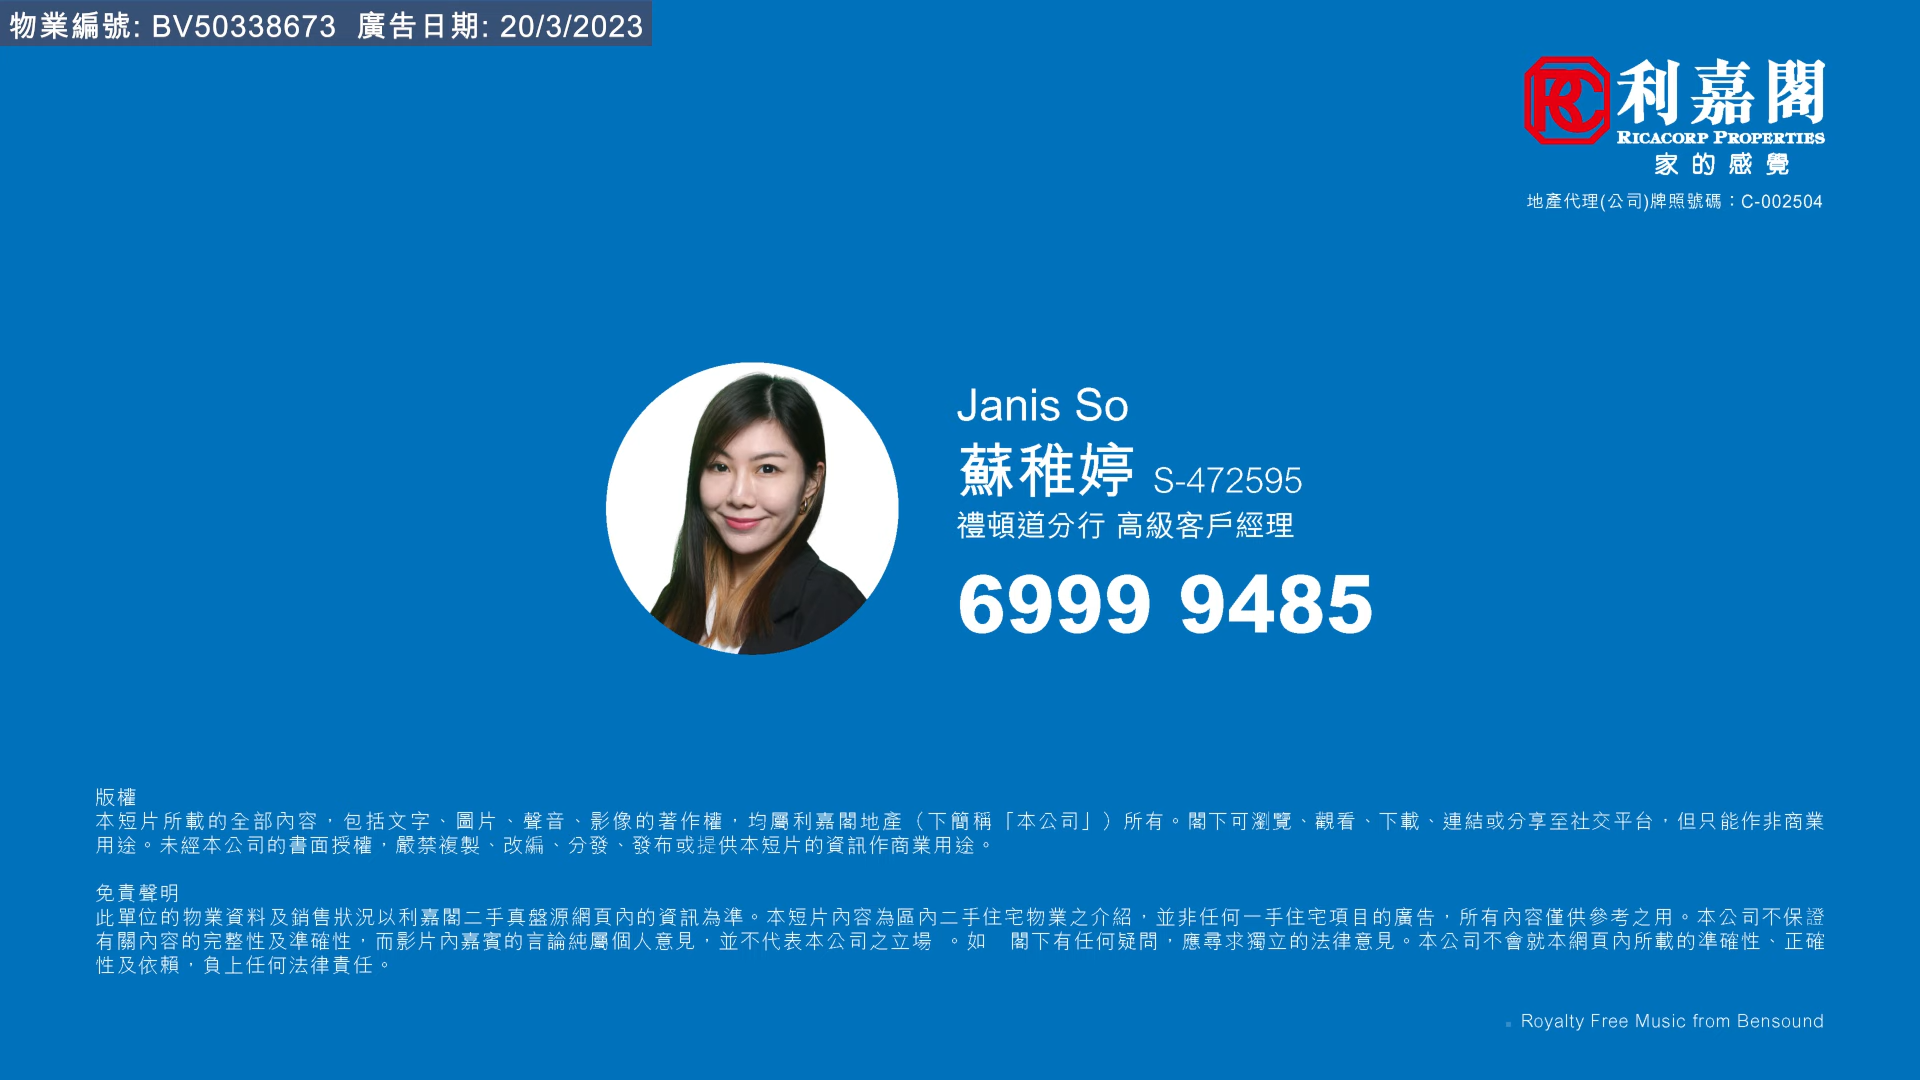 物業編號: BV50338673  廣告日期: 20/3/2023
RC
利嘉閣
RICACORP PROPERTIES
家的感覺
地產代理(公司)牌照號碼：C-002504
Janis So
蘇稚婷 S-472595
禮頓道分行 高級客戶經理
6999 9485
版權
本短片所載的全部內容，包括文字、圖片、聲音、影像的著作權，均屬利嘉閣地產（下簡稱「本公司」）所有。閣下可瀏覽、觀看、下載、連結或分享至社交平台，但只能作非商業
用途。未經本公司的書面授權，嚴禁複製、改編、分發、發布或提供本短片的資訊作商業用途。
免責聲明
此單位的物業資料及銷售狀況以利嘉閣二手真盤源網頁內的資訊為準。本短片內容為區內二手住宅物業之介紹，並非任何一手住宅項目的廣告，所有內容僅供參考之用。本公司不保證
有關內容的完整性及準確性，而影片內嘉賓的言論純屬個人意見，並不代表本公司之立場 。如 閣下有任何疑問，應尋求獨立的法律意見。本公司不會就本網頁內所載的準確性、正確
性及依賴，負上任何法律責任。
Royalty Free Music from Bensound